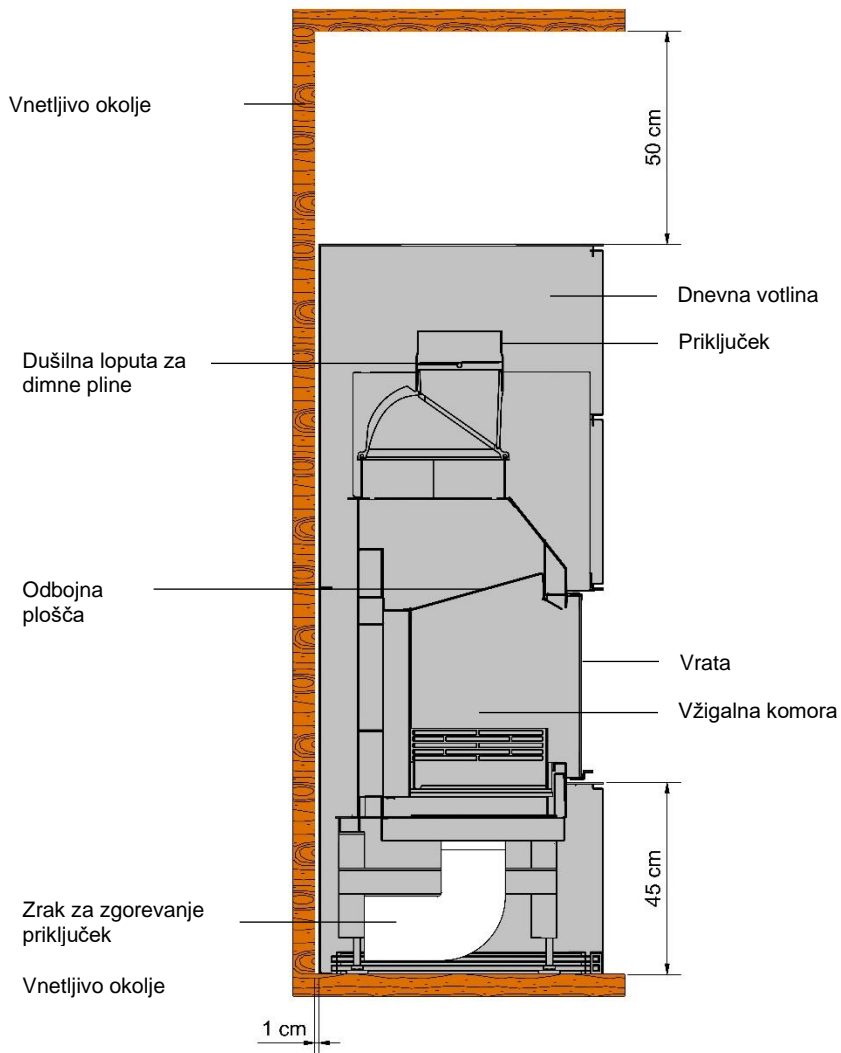 Vnetljivo okolje
50 cm
Dnevna votlina
Priključek
Dušilna loputa za
dimne pline
Odbojna
plošča
Vrata
Vžigalna komora
45 cm
Zrak za zgorevanje
priključek
Vnetljivo okolje
1 cm